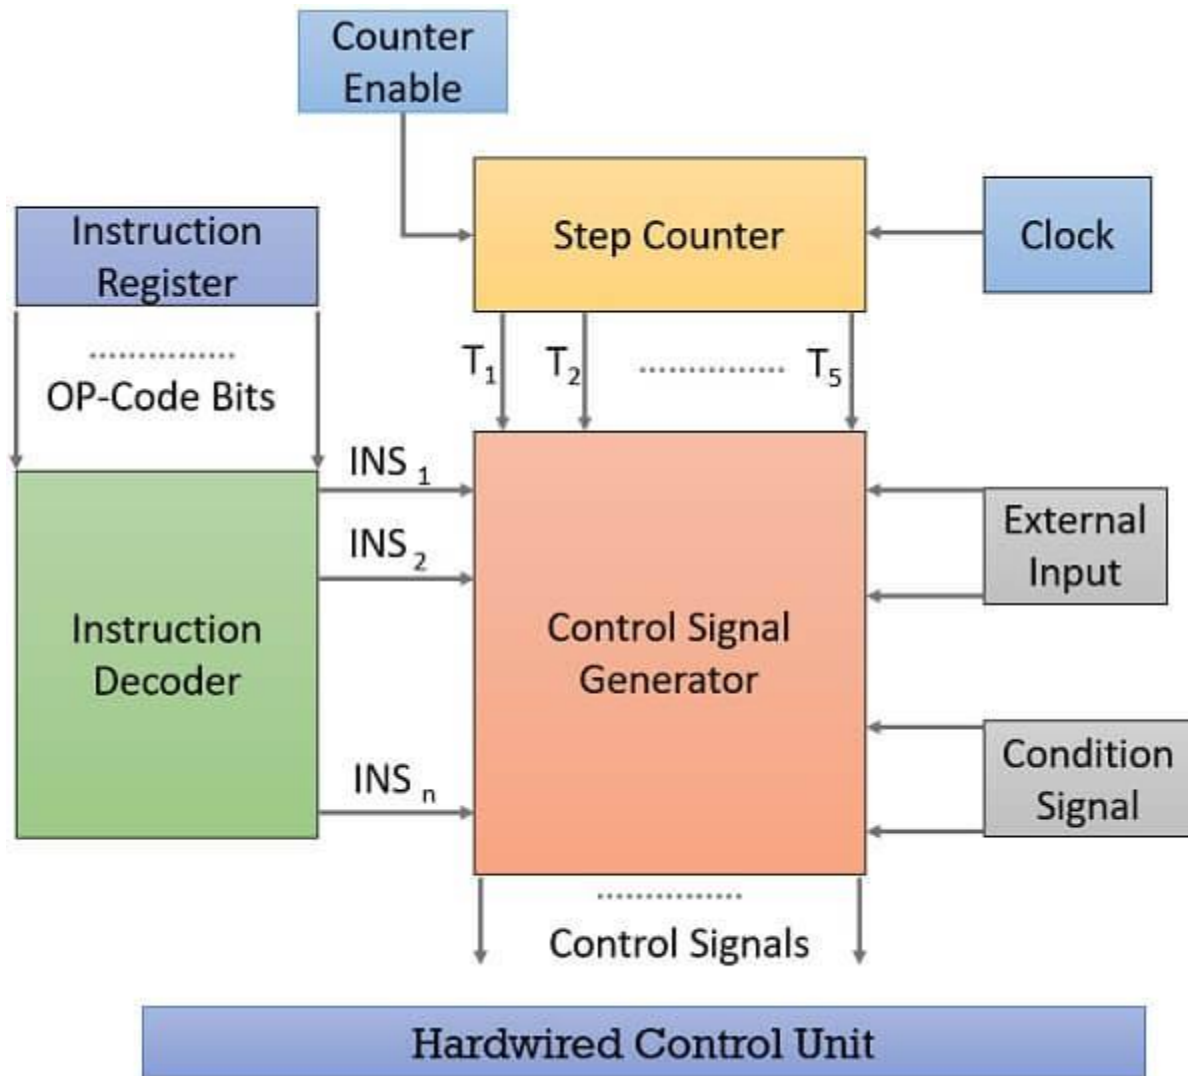 Counter
Enable
Step Counter
Clock
Instruction
Register
T1 T2 ............... T5
...............
OP-Code Bits
INS 1
INS 2
INS n
Instruction
Decoder
Control Signal
Generator
External
Input
Condition
Signal
...............
Control Signals
Hardwired Control Unit